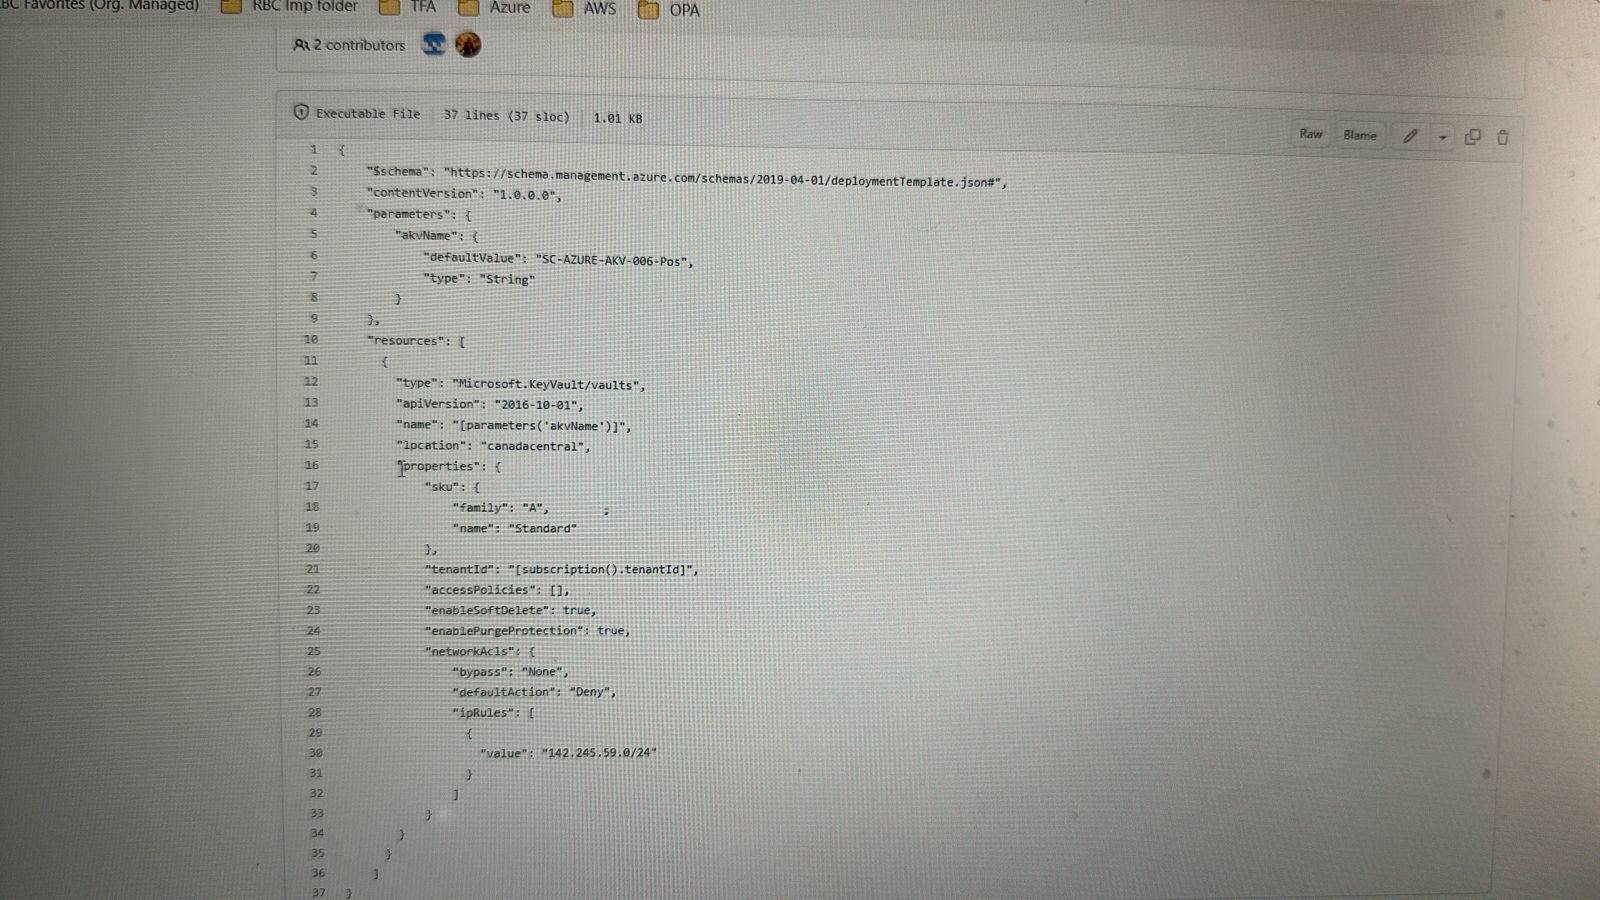 BC Favorites (Org. Managed) RBC Imp folder TFA Azure AWS OPA
2 contributors
Executable File 37 lines (37 sloc) 1.01 KB
Raw Blame
1 {
2 "$schema": "https://schema.management.azure.com/schemas/2019-04-01/deploymentTemplate.json#",
3 "contentVersion": "1.0.0.0",
4 "parameters": {
5 "akvName": {
6 "defaultValue": "SC-AZURE-AKV-006-Pos",
7 "type": "String"
8 }
9 },
10 "resources": [
11 {
12 "type": "Microsoft.KeyVault/vaults",
13 "apiVersion": "2016-10-01",
14 "name": "[parameters('akvName')]",
15 "location": "canadacentral",
16 "properties": {
17 "sku": {
18 "family": "A",
19 "name": "Standard"
20 },
21 "tenantId": "[subscription().tenantId]",
22 "accessPolicies": [],
23 "enableSoftDelete": true,
24 "enablePurgeProtection": true,
25 "networkAcls": {
26 "bypass": "None",
27 "defaultAction": "Deny",
28 "ipRules": [
29 {
30 "value": "142.245.59.0/24"
31 }
32 ]
33 }
34 }
35 }
36 ]
37 }